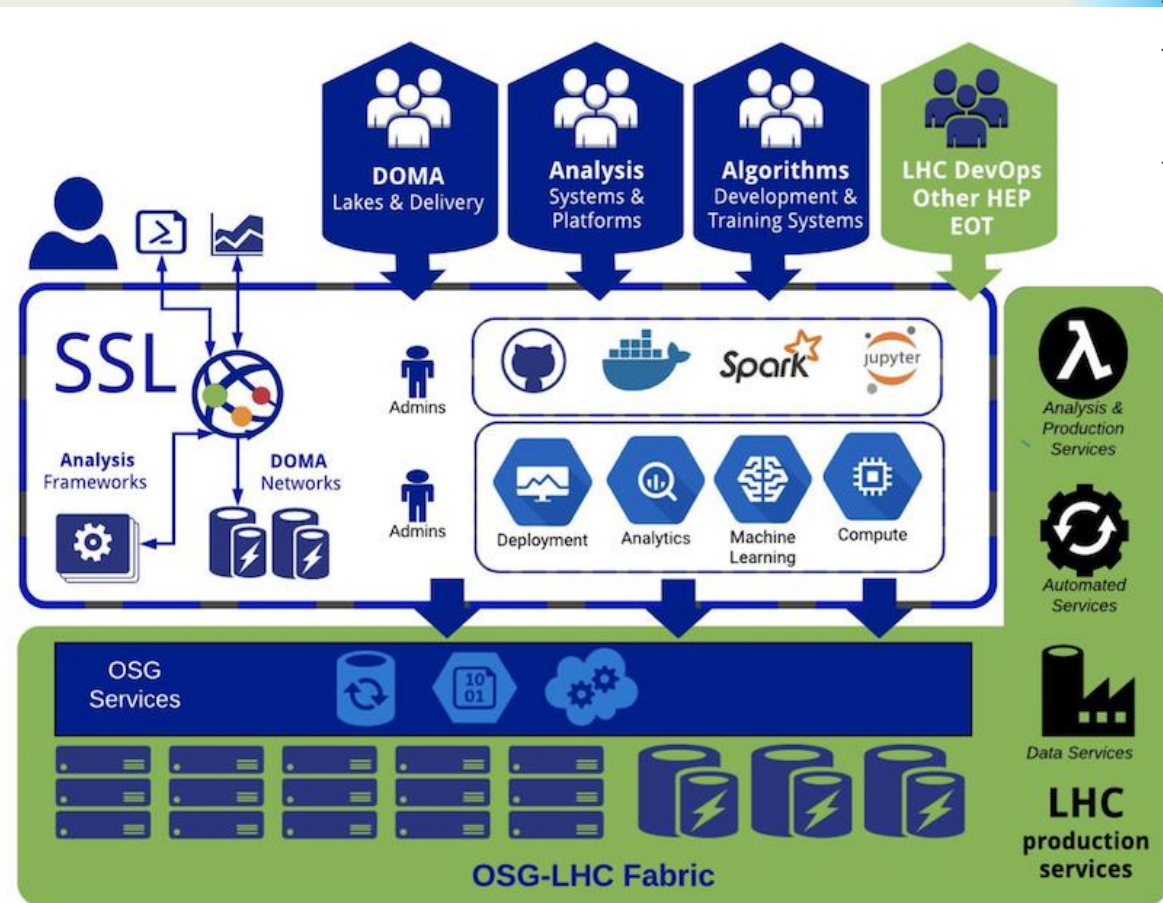 DOMA
Lakes & Delivery
Analysis
Systems &
Platforms
Algorithms
Development &
Training Systems
LHC DevOps
Other HEP
EOT
SSL
Admins
Spark
jupyter
Analysis
Frameworks
DOMA
Networks
Admins
Deployment
Analytics
Machine
Learning
Compute
λ
Analysis &
Production
Services
Automated
Services
Data Services
LHC
production
services
OSG
Services
10
01
OSG-LHC Fabric